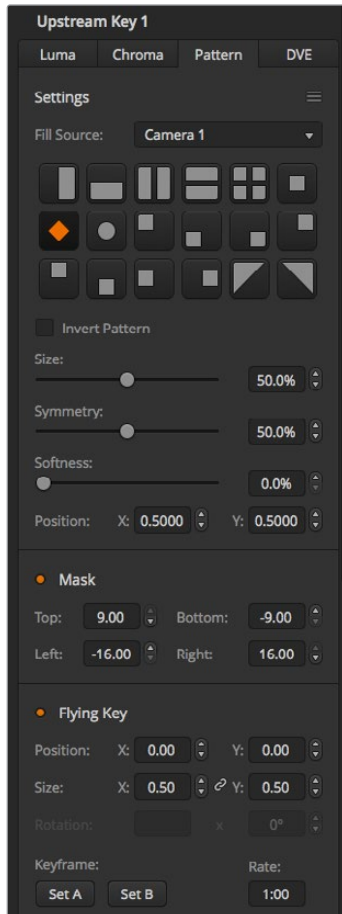 Upstream Key 1
Luma Chroma Pattern DVE
Settings
Fill Source: Camera 1
Invert Pattern
Size:
50.0%
Symmetry:
50.0%
Softness:
0.0%
Position: X: 0.5000 Y: 0.5000
Mask
Top: 9.00 Bottom: -9.00
Left: -16.00 Right: 16.00
Flying Key
Position: X: 0.00 Y: 0.00
Size: X: 0.50 Y: 0.50
Rotation: x 0°
Keyframe: Rate:
Set A Set B 1:00